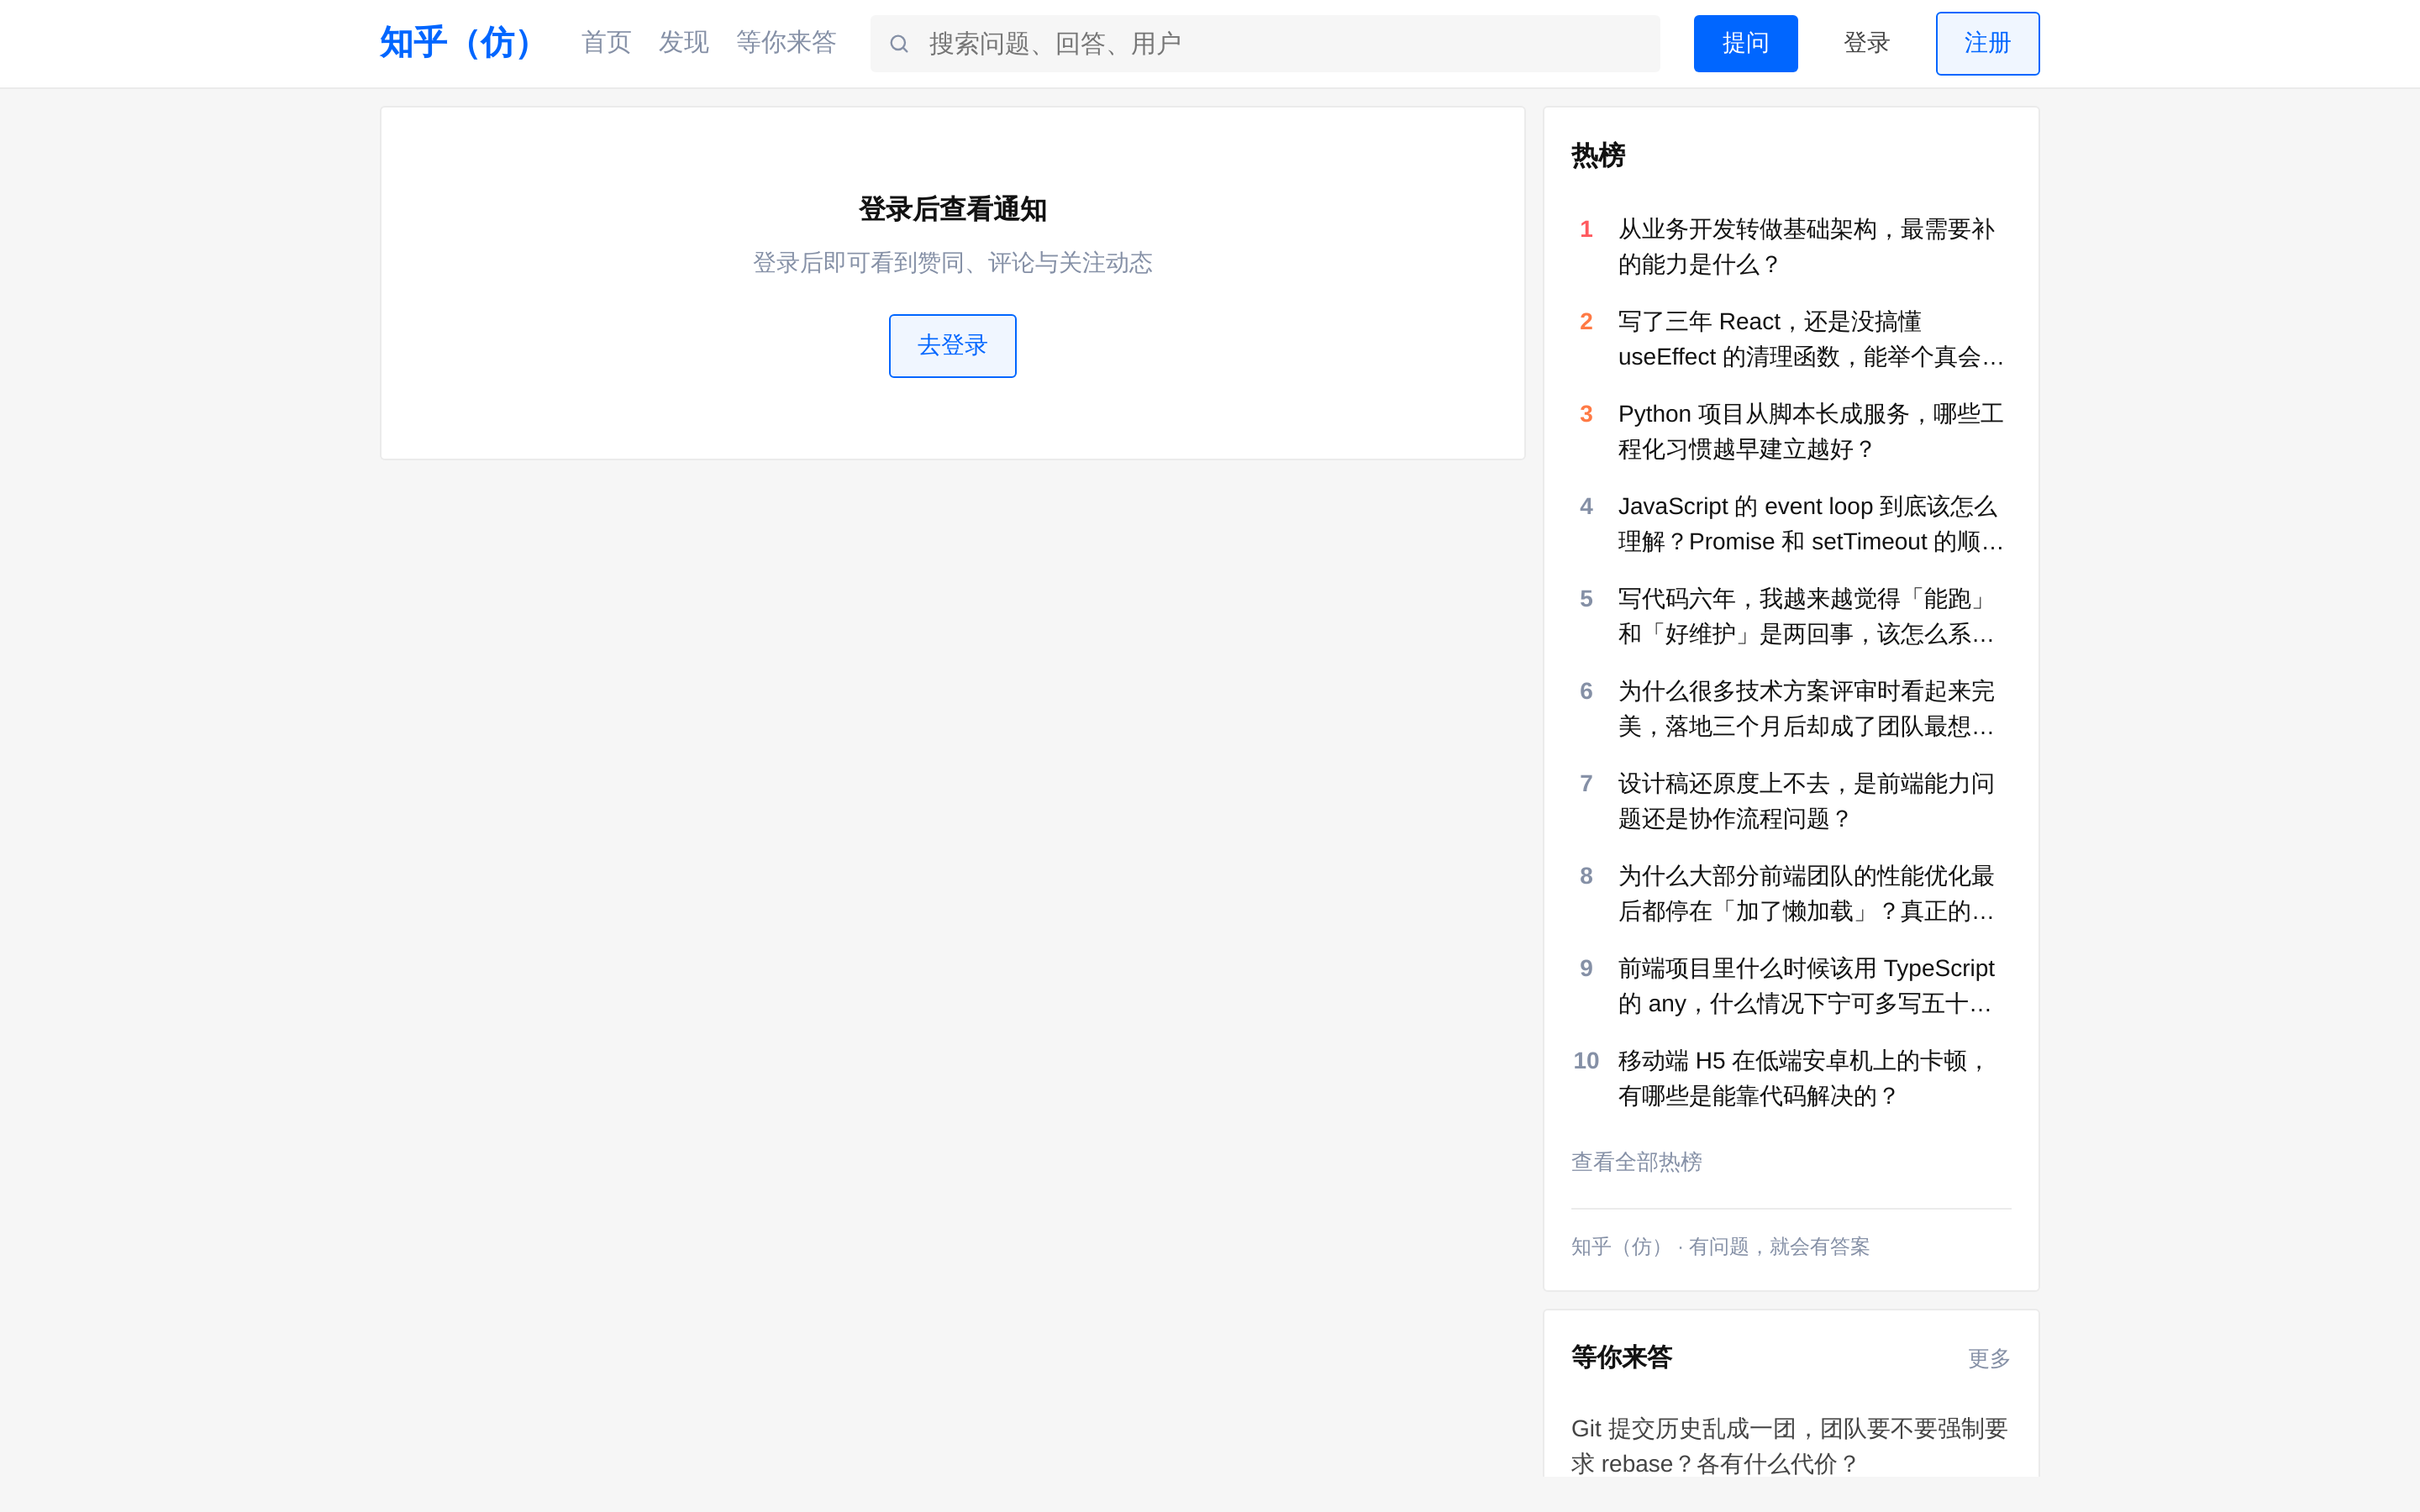 知乎（仿） 首页 发现 等你来答 搜索问题、回答、用户 提问 登录 注册
登录后查看通知
登录后即可看到赞同、评论与关注动态
去登录
热榜
1 从业务开发转做基础架构，最需要补
的能力是什么？
2 写了三年 React，还是没搞懂
useEffect 的清理函数，能举个真会…
3 Python 项目从脚本长成服务，哪些工
程化习惯越早建立越好？
4 JavaScript 的 event loop 到底该怎么
理解？Promise 和 setTimeout 的顺…
5 写代码六年，我越来越觉得「能跑」
和「好维护」是两回事，该怎么系…
6 为什么很多技术方案评审时看起来完
美，落地三个月后却成了团队最想…
7 设计稿还原度上不去，是前端能力问
题还是协作流程问题？
8 为什么大部分前端团队的性能优化最
后都停在「加了懒加载」？真正的…
9 前端项目里什么时候该用 TypeScript
的 any，什么情况下宁可多写五十…
10 移动端 H5 在低端安卓机上的卡顿，
有哪些是能靠代码解决的？
查看全部热榜
知乎（仿） · 有问题，就会有答案
等你来答 更多
Git 提交历史乱成一团，团队要不要强制要
求 rebase？各有什么代价？